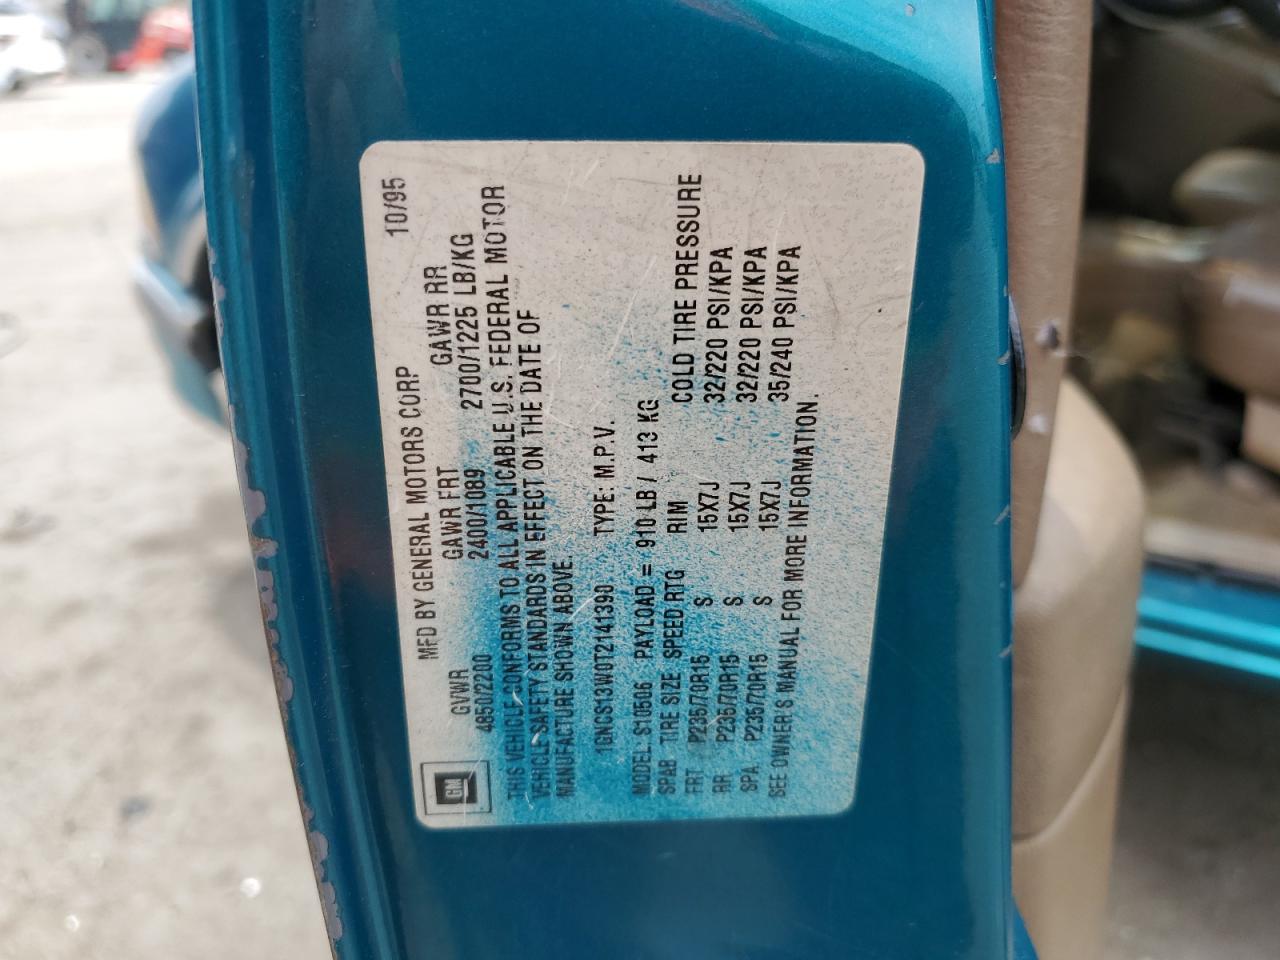 MFD BY GENERAL MOTORS CORP 10/95
GVWR GAWR FRT GAWR RR
4850/2200 2400/1089 2700/1225 LB/KG
THIS VEHICLE CONFORMS TO ALL APPLICABLE U.S. FEDERAL MOTOR
VEHICLE SAFETY STANDARDS IN EFFECT ON THE DATE OF
MANUFACTURE SHOWN ABOVE.
1GNCS13W0T2141390 TYPE: M.P.V.
MODEL S10506 PAYLOAD = 910 LB / 413 KG
SPAB TIRE SIZE SPEED RTG RIM COLD TIRE PRESSURE
FRT P235/70R15 S 15X7J 32/220 PSI/KPA
RR P235/70R15 S 15X7J 32/220 PSI/KPA
SPA P235/70R15 S 15X7J 35/240 PSI/KPA
SEE OWNER'S MANUAL FOR MORE INFORMATION.
GM